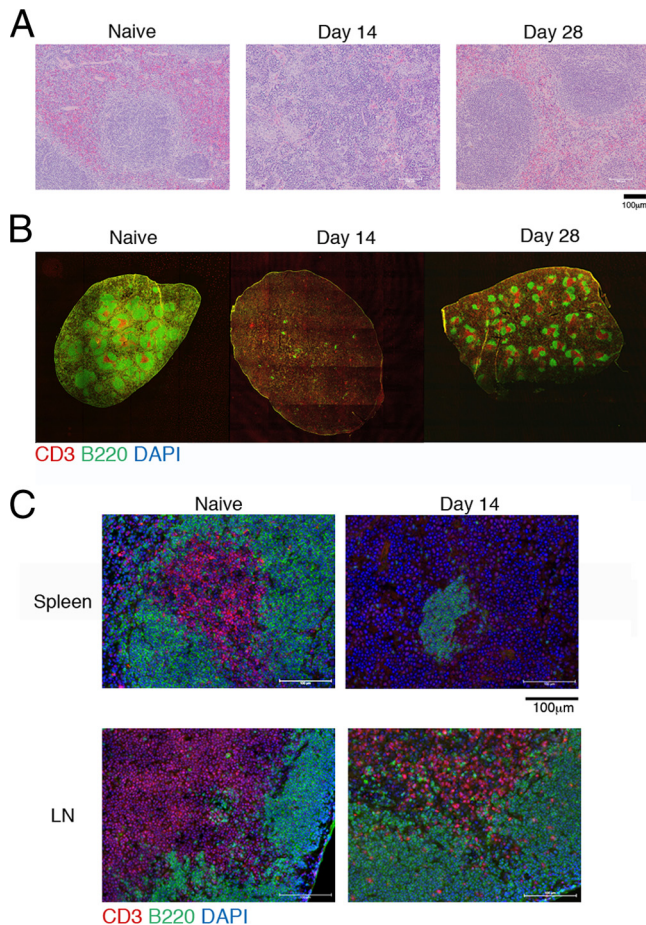 A
Naive Day 14 Day 28
100μm
B
Naive Day 14 Day 28
CD3 B220 DAPI
C
Naive Day 14
Spleen
100μm
LN
CD3 B220 DAPI